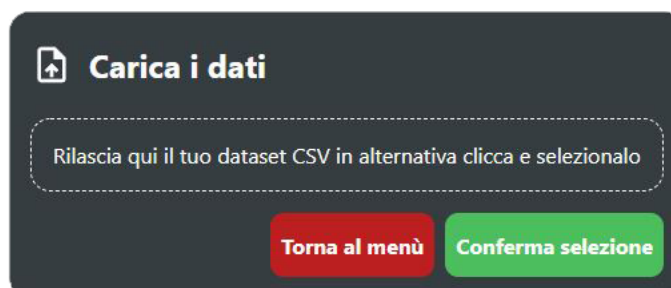 Carica i dati
Rilascia qui il tuo dataset CSV in alternativa clicca e selezionalo
Torna al menù
Conferma selezione